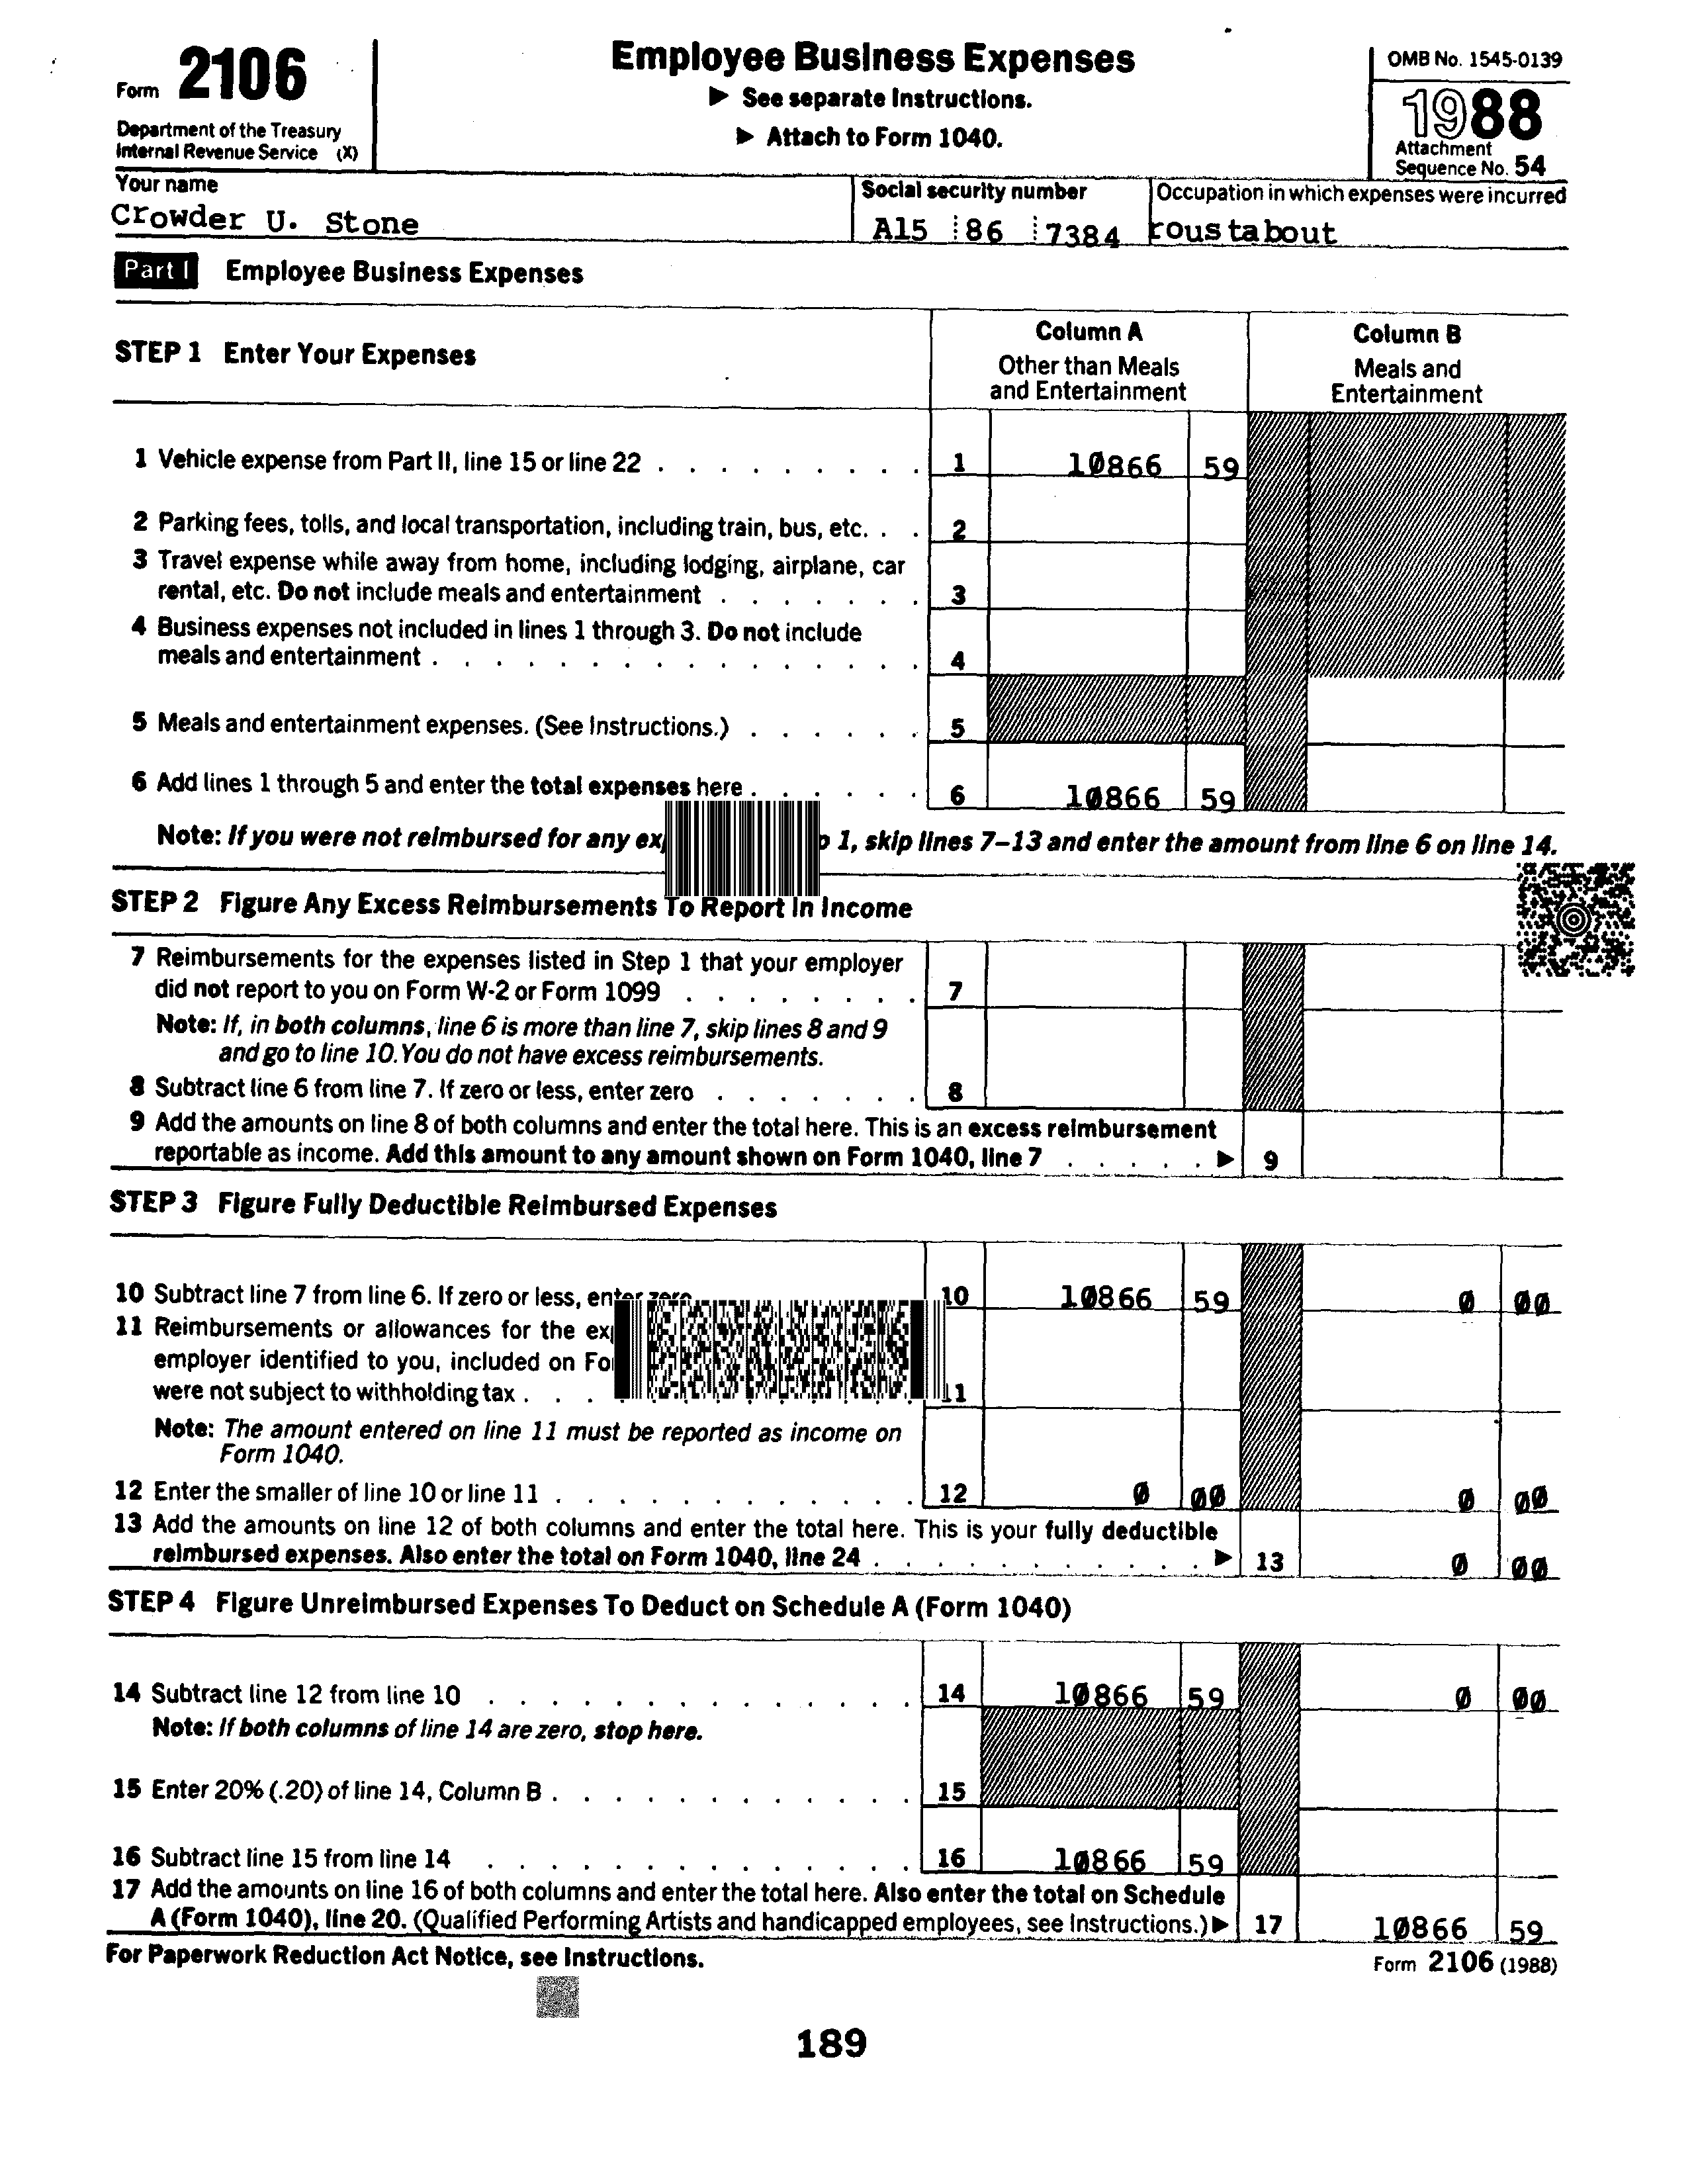 Form 2106
Department of the Treasury
Internal Revenue Service (X)
Employee Business Expenses
▶ See separate Instructions.
▶ Attach to Form 1040.
OMB No. 1545-0139
1988
Attachment
Sequence No. 54
Your name
Crowder U. Stone
Social security number
A15 86 7384
Occupation in which expenses were incurred
roustabout
Part I Employee Business Expenses
STEP 1 Enter Your Expenses
Column A
Other than Meals
and Entertainment
Column B
Meals and
Entertainment
1 Vehicle expense from Part II, line 15 or line 22 . . . . . . . . . 1 10866 59
2 Parking fees, tolls, and local transportation, including train, bus, etc. . . 2
3 Travel expense while away from home, including lodging, airplane, car
rental, etc. Do not include meals and entertainment . . . . . . . 3
4 Business expenses not included in lines 1 through 3. Do not include
meals and entertainment . . . . . . . . . . . . . . . . 4
5 Meals and entertainment expenses. (See Instructions.) . . . . . . 5
6 Add lines 1 through 5 and enter the total expenses here . . . . . . 6 10866 59
Note: If you were not reimbursed for any 1, skip lines 7–13 and enter the amount from line 6 on line 14.
STEP 2 Figure Any Excess Reimbursements To Report In Income
7 Reimbursements for the expenses listed in Step 1 that your employer
did not report to you on Form W-2 or Form 1099 . . . . . . . . 7
Note: If, in both columns, line 6 is more than line 7, skip lines 8 and 9
and go to line 10. You do not have excess reimbursements.
8 Subtract line 6 from line 7. If zero or less, enter zero . . . . . . . 8
9 Add the amounts on line 8 of both columns and enter the total here. This is an excess reimbursement
reportable as income. Add this amount to any amount shown on Form 1040, line 7 . . . . . ▶ 9
STEP 3 Figure Fully Deductible Reimbursed Expenses
10 Subtract line 7 from line 6. If zero or less, enter zero 10 10866 59 0 00
11 Reimbursements or allowances for the
employer identified to you, included on
were not subject to withholding tax . . . 11
Note: The amount entered on line 11 must be reported as income on
Form 1040.
12 Enter the smaller of line 10 or line 11 . . . . . . . . . . . . 12 0 00 0 00
13 Add the amounts on line 12 of both columns and enter the total here. This is your fully deductible
reimbursed expenses. Also enter the total on Form 1040, line 24 . . . . . . . . . . . ▶ 13 0 00
STEP 4 Figure Unreimbursed Expenses To Deduct on Schedule A (Form 1040)
14 Subtract line 12 from line 10 . . . . . . . . . . . . . . 14 10866 59 0 00
Note: If both columns of line 14 are zero, stop here.
15 Enter 20% (.20) of line 14, Column B . . . . . . . . . . . . 15
16 Subtract line 15 from line 14 . . . . . . . . . . . . . . 16 10866 59
17 Add the amounts on line 16 of both columns and enter the total here. Also enter the total on Schedule
A (Form 1040), line 20. (Qualified Performing Artists and handicapped employees, see Instructions.) ▶ 17 10866 59
For Paperwork Reduction Act Notice, see Instructions.
Form 2106 (1988)
189